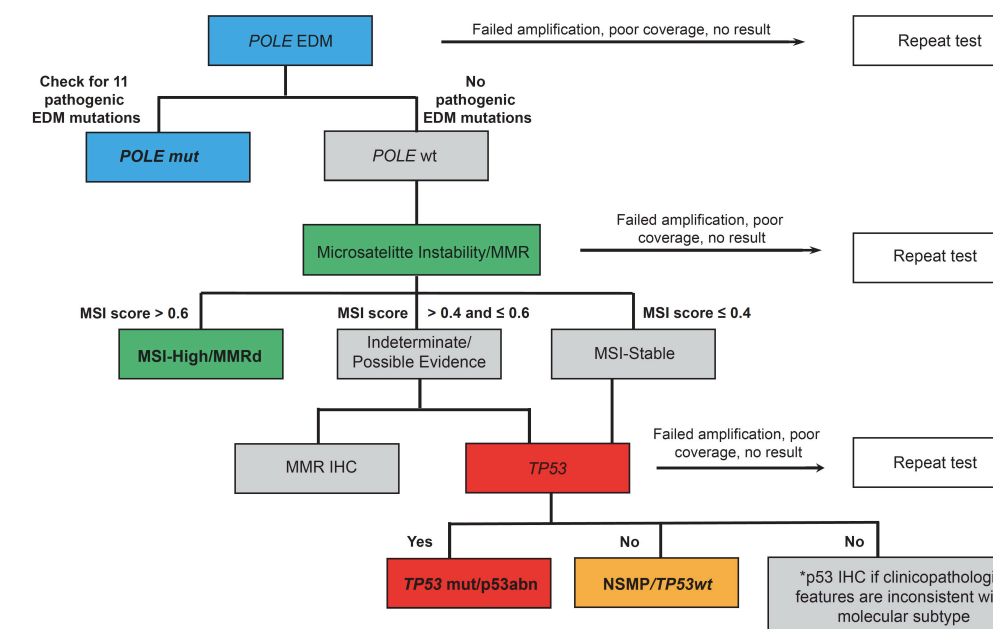 POLE EDM
Failed amplification, poor coverage, no result
Repeat test
Check for 11
pathogenic
EDM mutations
No
pathogenic
EDM mutations
POLE mut
POLE wt
Microsatelitte Instability/MMR
Failed amplification, poor
coverage, no result
Repeat test
MSI score > 0.6
MSI score > 0.4 and ≤ 0.6
MSI score ≤ 0.4
MSI-High/MMRd
Indeterminate/
Possible Evidence
MSI-Stable
MMR IHC
TP53
Failed amplification, poor
coverage, no result
Repeat test
Yes
No
No
TP53 mut/p53abn
NSMP/TP53wt
*p53 IHC if clinicopathologi
features are inconsistent wi
molecular subtype